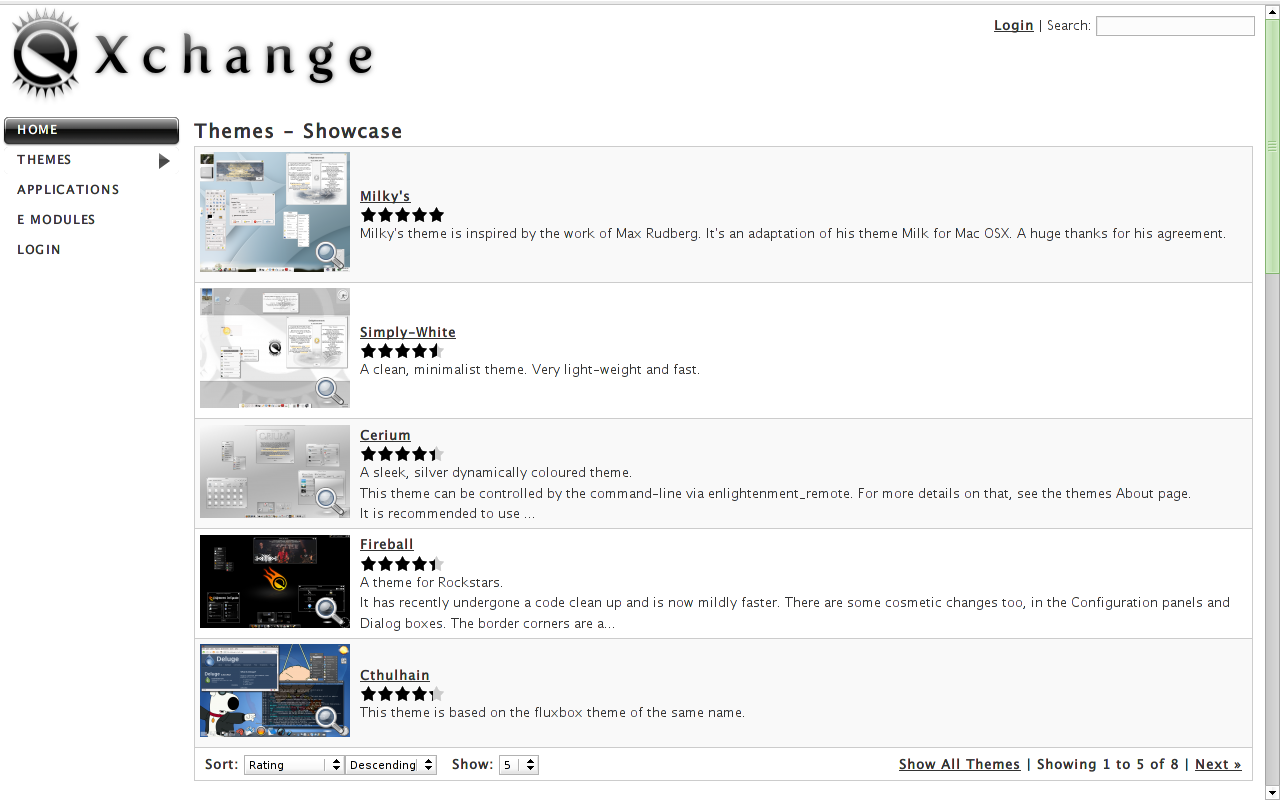 Xchange
Login | Search:
HOME
THEMES
APPLICATIONS
E MODULES
LOGIN
Themes - Showcase
Milky's
Milky's theme is inspired by the work of Max Rudberg. It's an adaptation of his theme Milk for Mac OSX. A huge thanks for his agreement.
Simply-White
A clean, minimalist theme. Very light-weight and fast.
CERIUM
Cerium
A sleek, silver dynamically coloured theme.
This theme can be controlled by the command-line via enlightenment_remote. For more details on that, see the themes About page.
It is recommended to use ...
Fireball
A theme for Rockstars.
It has recently undergone a code clean up and is now mildly faster. There are some cosmetic changes too, in the Configuration panels and
Dialog boxes. The border corners are a...
Deluge
Deluge
Cthulhain
This theme is based on the fluxbox theme of the same name.
Sort: Rating Descending Show: 5
Show All Themes | Showing 1 to 5 of 8 | Next »